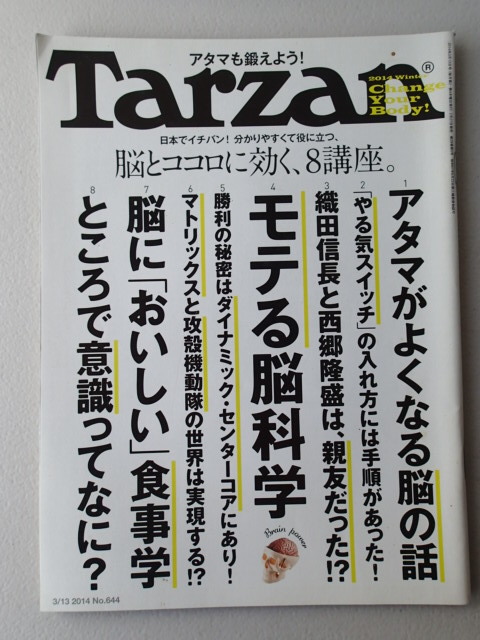 アタマも鍛えよう!
Tarzan®
2014 Winter
Change
Your
Body!
日本でイチバン! 分かりやすくて役に立つ、
脳とココロに効く、8講座。
1
アタマがよくなる脳の話
2
「やる気スイッチ」の入れ方には手順があった!
3
織田信長と西郷隆盛は、親友だった!?
4
モテる脳科学
5
勝利の秘密はダイナミック・センターコアにあり!
6
マトリックスと攻殻機動隊の世界は実現する!?
7
脳に「おいしい」食事学
8
ところで意識ってなに?
Brain power
3/13 2014 No.644